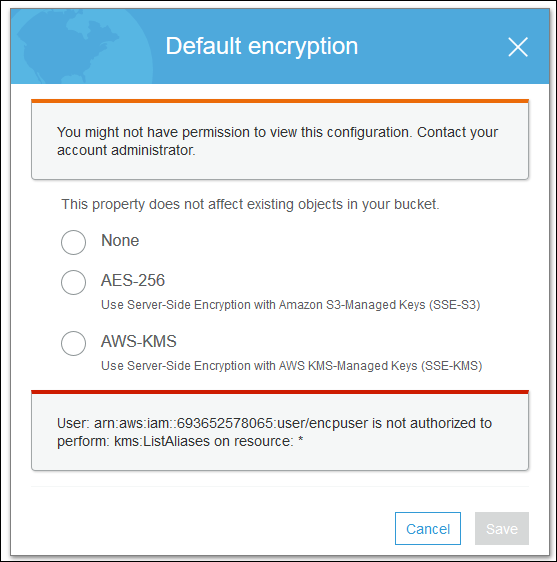 Default encryption
You might not have permission to view this configuration. Contact your
account administrator.
This property does not affect existing objects in your bucket.
None
AES-256
Use Server-Side Encryption with Amazon S3-Managed Keys (SSE-S3)
AWS-KMS
Use Server-Side Encryption with AWS KMS-Managed Keys (SSE-KMS)
User: arn:aws:iam::693652578065:user/encpuser is not authorized to
perform: kms:ListAliases on resource: *
Cancel Save